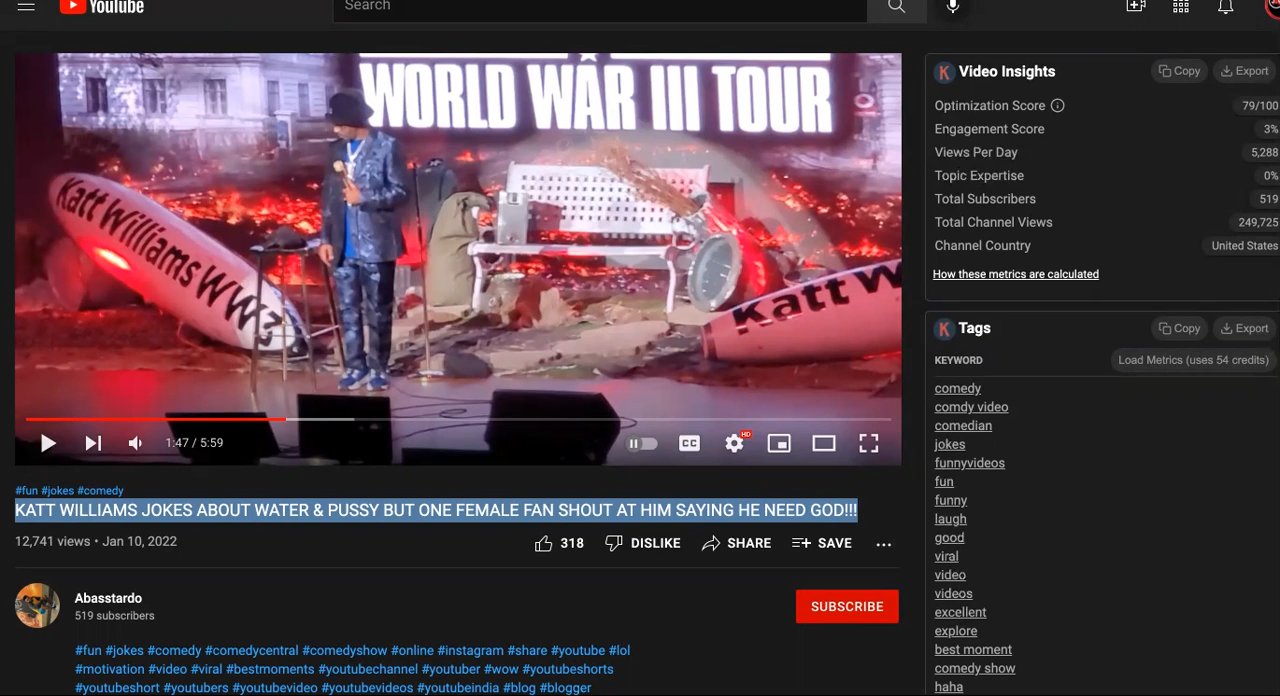 YouTube
Search
WORLD WAR III TOUR
Katt Williams WW3
Katt W
1:47 / 5:59
CC
HD
#fun #jokes #comedy
KATT WILLIAMS JOKES ABOUT WATER & PUSSY BUT ONE FEMALE FAN SHOUT AT HIM SAYING HE NEED GOD!!!
12,741 views • Jan 10, 2022
318 DISLIKE SHARE SAVE ...
Abasstardo
519 subscribers
SUBSCRIBE
#fun #jokes #comedy #comedycentral #comedyshow #online #instagram #share #youtube #lol
#motivation #video #viral #bestmoments #youtubechannel #youtuber #wow #youtubeshorts
#youtubeshort #youtubers #youtubevideo #youtubevideos #youtubeindia #blog #blogger
K Video Insights Copy Export
Optimization Score 79/100
Engagement Score 3%
Views Per Day 5,288
Topic Expertise 0%
Total Subscribers 519
Total Channel Views 249,725
Channel Country United States
How these metrics are calculated
K Tags Copy Export
KEYWORD Load Metrics (uses 54 credits)
comedy
comdy video
comedian
jokes
funnyvideos
fun
funny
laugh
good
viral
video
videos
excellent
explore
best moment
comedy show
haha